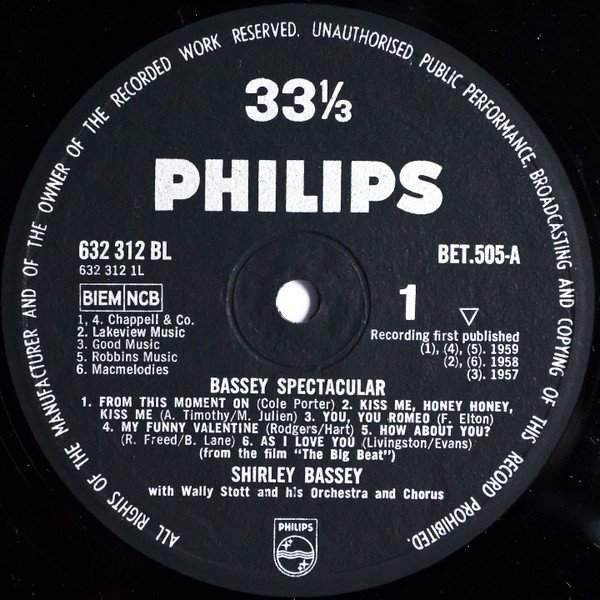 ALL RIGHTS OF THE MANUFACTURER AND OF THE OWNER OF THE RECORDED WORK RESERVED. UNAUTHORISED PUBLIC PERFORMANCE, BROADCASTING AND COPYING OF THIS RECORD PROHIBITED.
33⅓
PHILIPS
632 312 BL
632 312 1L
BIEM NCB
1, 4. Chappell & Co.
2. Lakeview Music
3. Good Music
5. Robbins Music
6. Macmelodies
BET.505-A
1 ▽
Recording first published
(1), (4), (5). 1959
(2), (6). 1958
(3). 1957
BASSEY SPECTACULAR
1. FROM THIS MOMENT ON (Cole Porter) 2. KISS ME, HONEY HONEY,
KISS ME (A. Timothy/M. Julien) 3. YOU, YOU ROMEO (F. Elton)
4. MY FUNNY VALENTINE (Rodgers/Hart) 5. HOW ABOUT YOU?
(R. Freed/B. Lane) 6. AS I LOVE YOU (Livingston/Evans)
(from the film "The Big Beat")
SHIRLEY BASSEY
with Wally Stott and his Orchestra and Chorus
PHILIPS